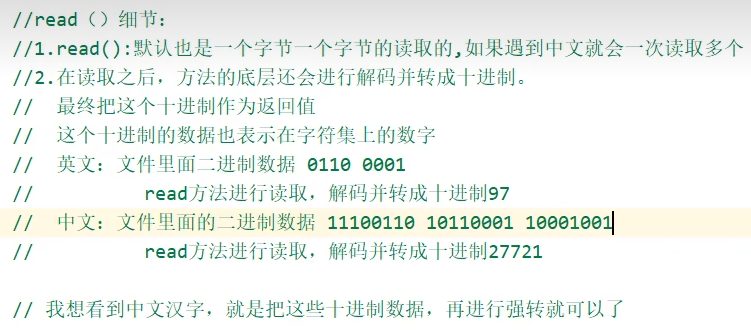 //read（）细节：
//1.read():默认也是一个字节一个字节的读取的,如果遇到中文就会一次读取多个
//2.在读取之后，方法的底层还会进行解码并转成十进制。
//  最终把这个十进制作为返回值
//  这个十进制的数据也表示在字符集上的数字
//  英文：文件里面二进制数据 0110 0001
//          read方法进行读取，解码并转成十进制97
//  中文：文件里面的二进制数据 11100110 10110001 10001001
//          read方法进行读取，解码并转成十进制27721
// 我想看到中文汉字，就是把这些十进制数据，再进行强转就可以了